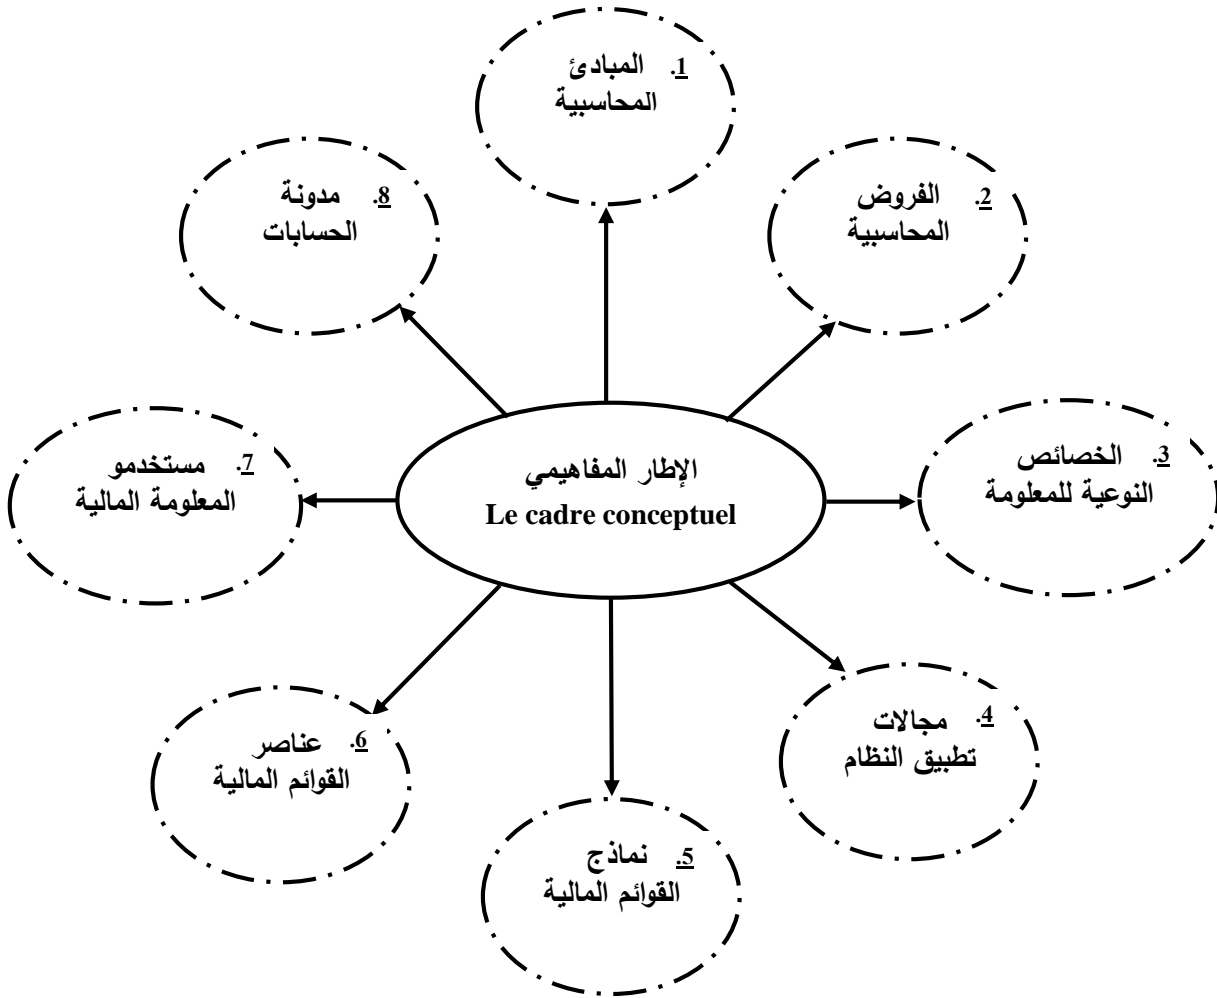 1. المبادئ
المحاسبية
2. الفروض
المحاسبية
3. الخصائص
النوعية للمعلومة
4. مجالات
تطبيق النظام
5. نماذج
القوائم المالية
6. عناصر
القوائم المالية
7. مستخدمو
المعلومة المالية
8. مدونة
الحسابات
الإطار المفاهيمي
Le cadre conceptuel